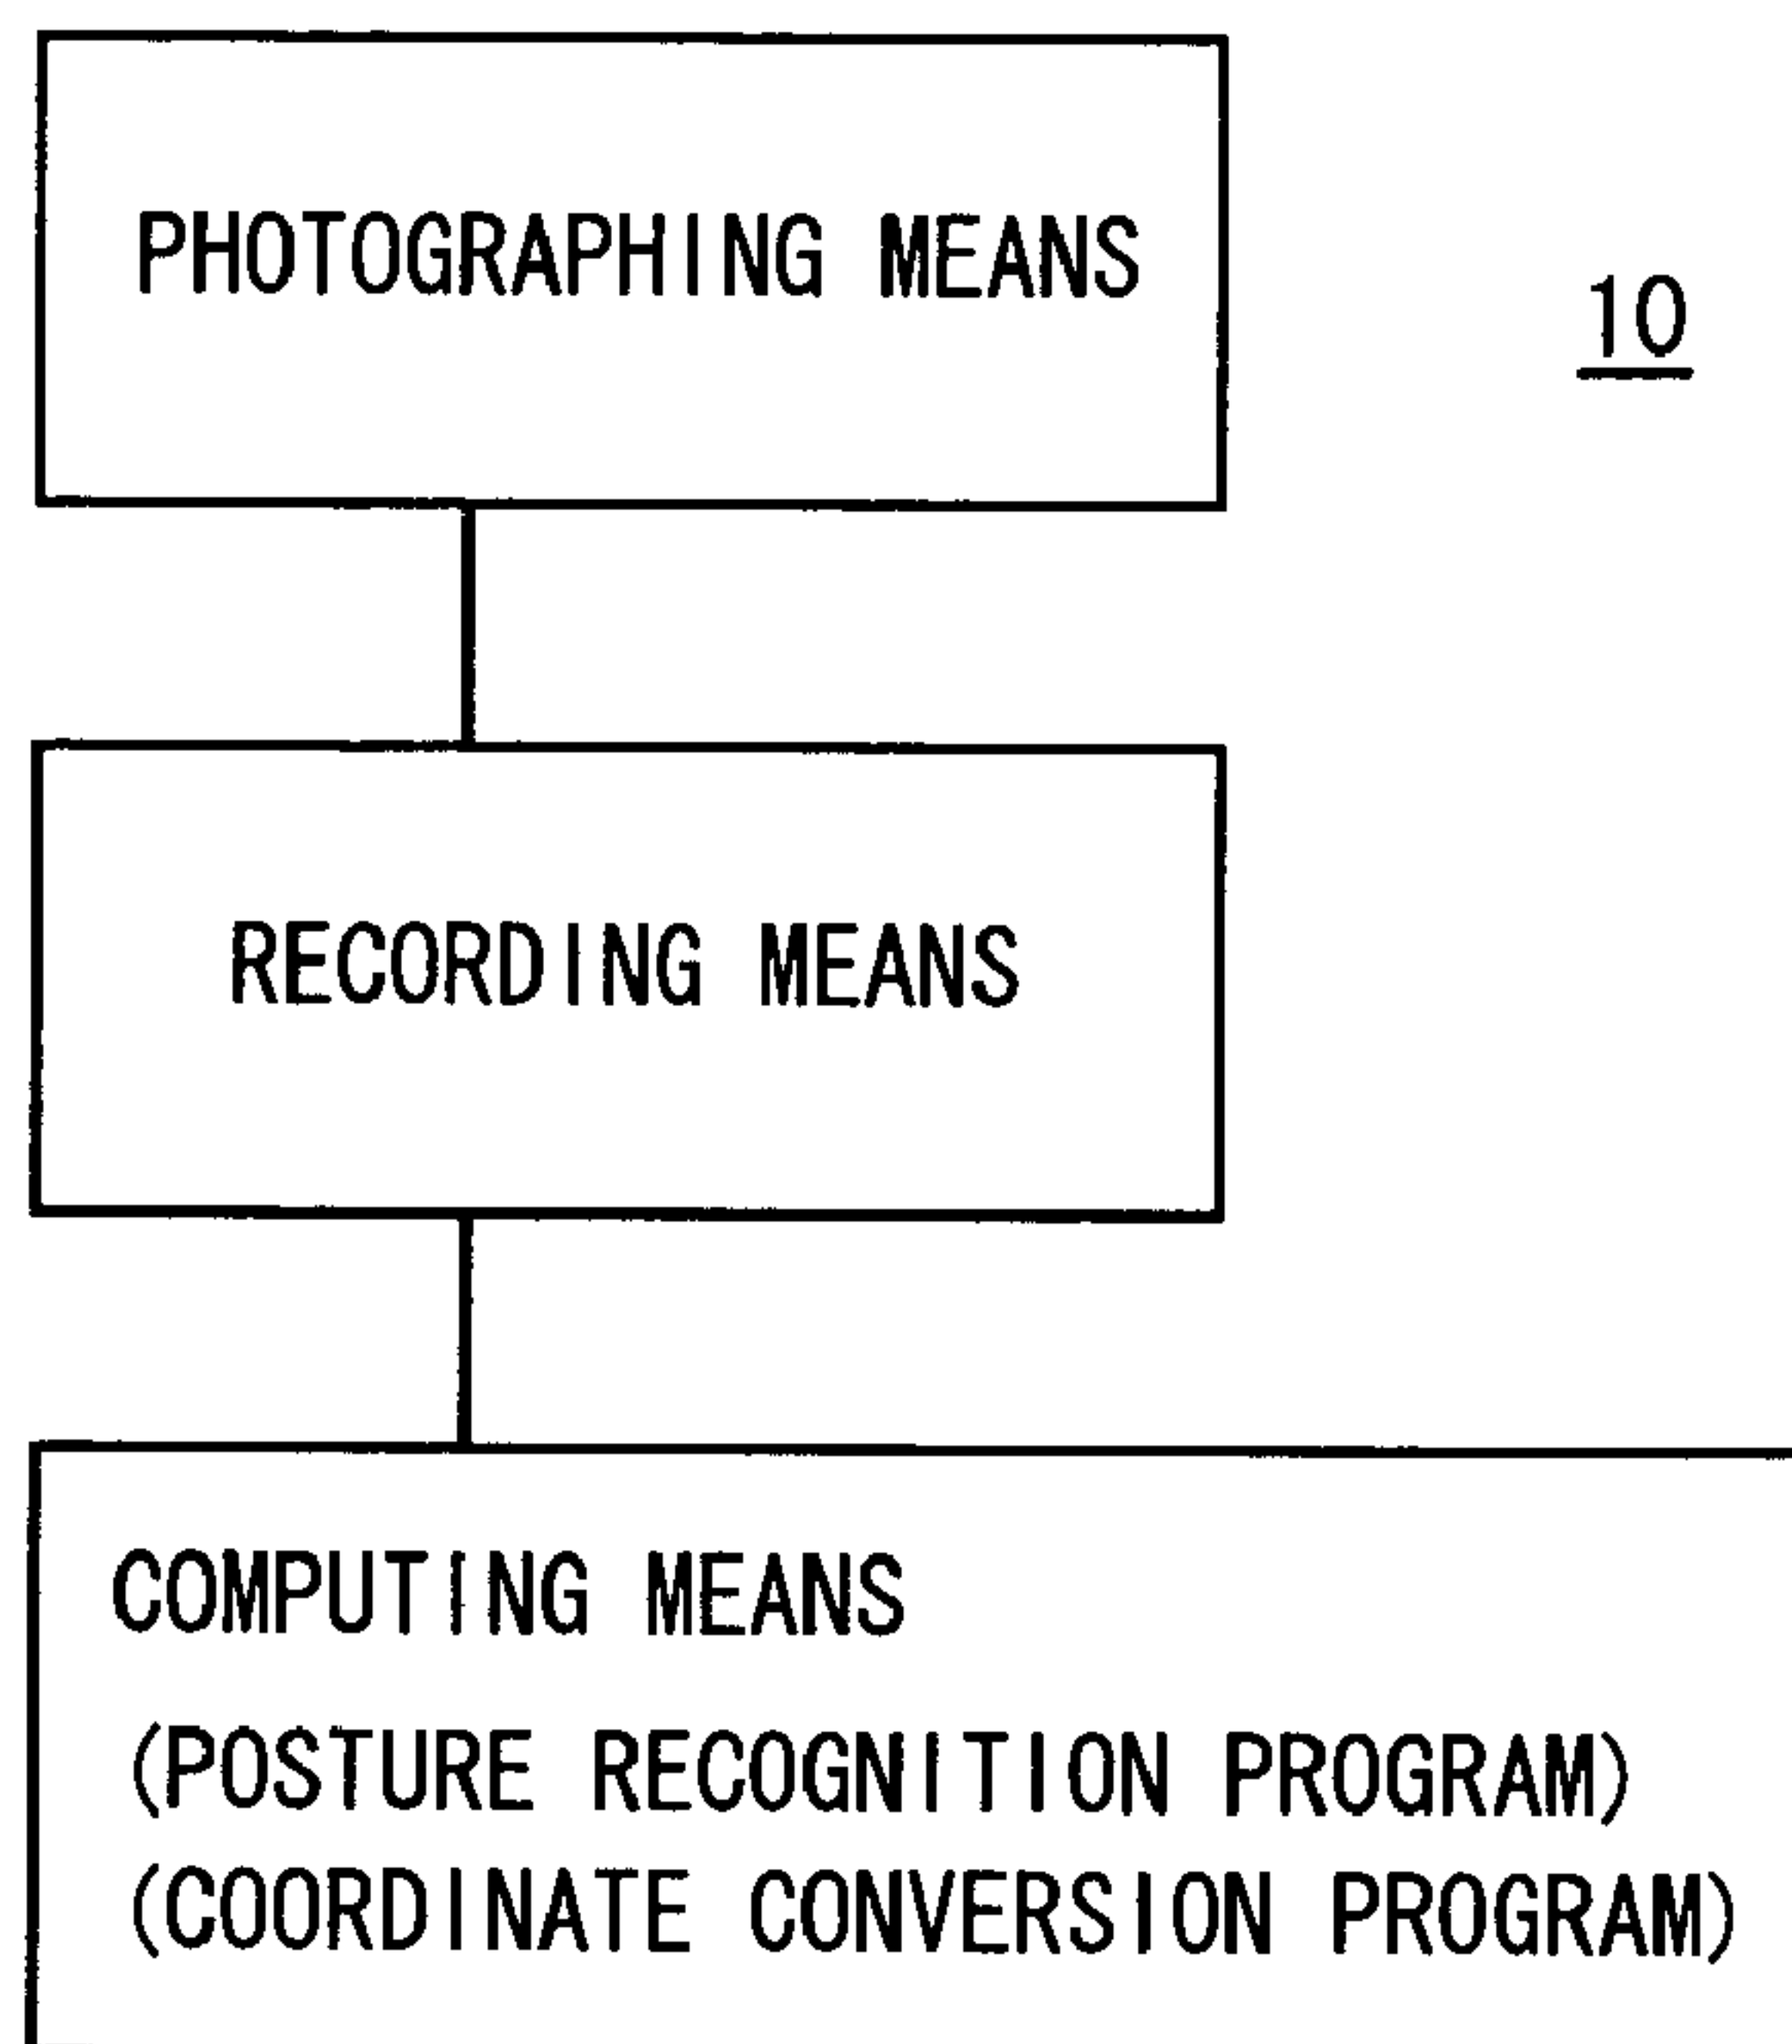 PHOTOGRAPHING MEANS
10
RECORDING MEANS
COMPUTING MEANS
(POSTURE RECOGNITION PROGRAM)
(COORDINATE CONVERSION PROGRAM)